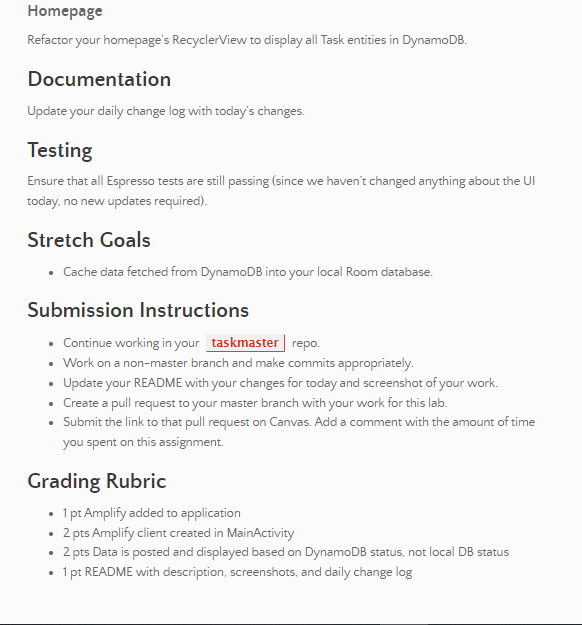 Homepage
Refactor your homepage's RecyclerView to display all Task entities in DynamoDB.
Documentation
Update your daily change log with today's changes.
Testing
Ensure that all Espresso tests are still passing (since we haven't changed anything about the UI
today, no new updates required).
Stretch Goals
• Cache data fetched from DynamoDB into your local Room database.
Submission Instructions
• Continue working in your taskmaster repo.
• Work on a non-master branch and make commits appropriately.
• Update your README with your changes for today and screenshot of your work.
• Create a pull request to your master branch with your work for this lab.
• Submit the link to that pull request on Canvas. Add a comment with the amount of time
you spent on this assignment.
Grading Rubric
• 1 pt Amplify added to application
• 2 pts Amplify client created in MainActivity
• 2 pts Data is posted and displayed based on DynamoDB status, not local DB status
• 1 pt README with description, screenshots, and daily change log